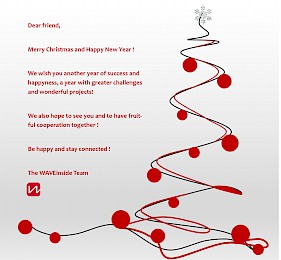 Dear friend,
Merry Christmas and Happy New Year !
We wish you another year of success and
happyness, a year with greater challenges
and wonderful projects!
We also hope to see you and to have fruit-
ful cooperation together !
Be happy and stay connected !
The WAVEinside Team